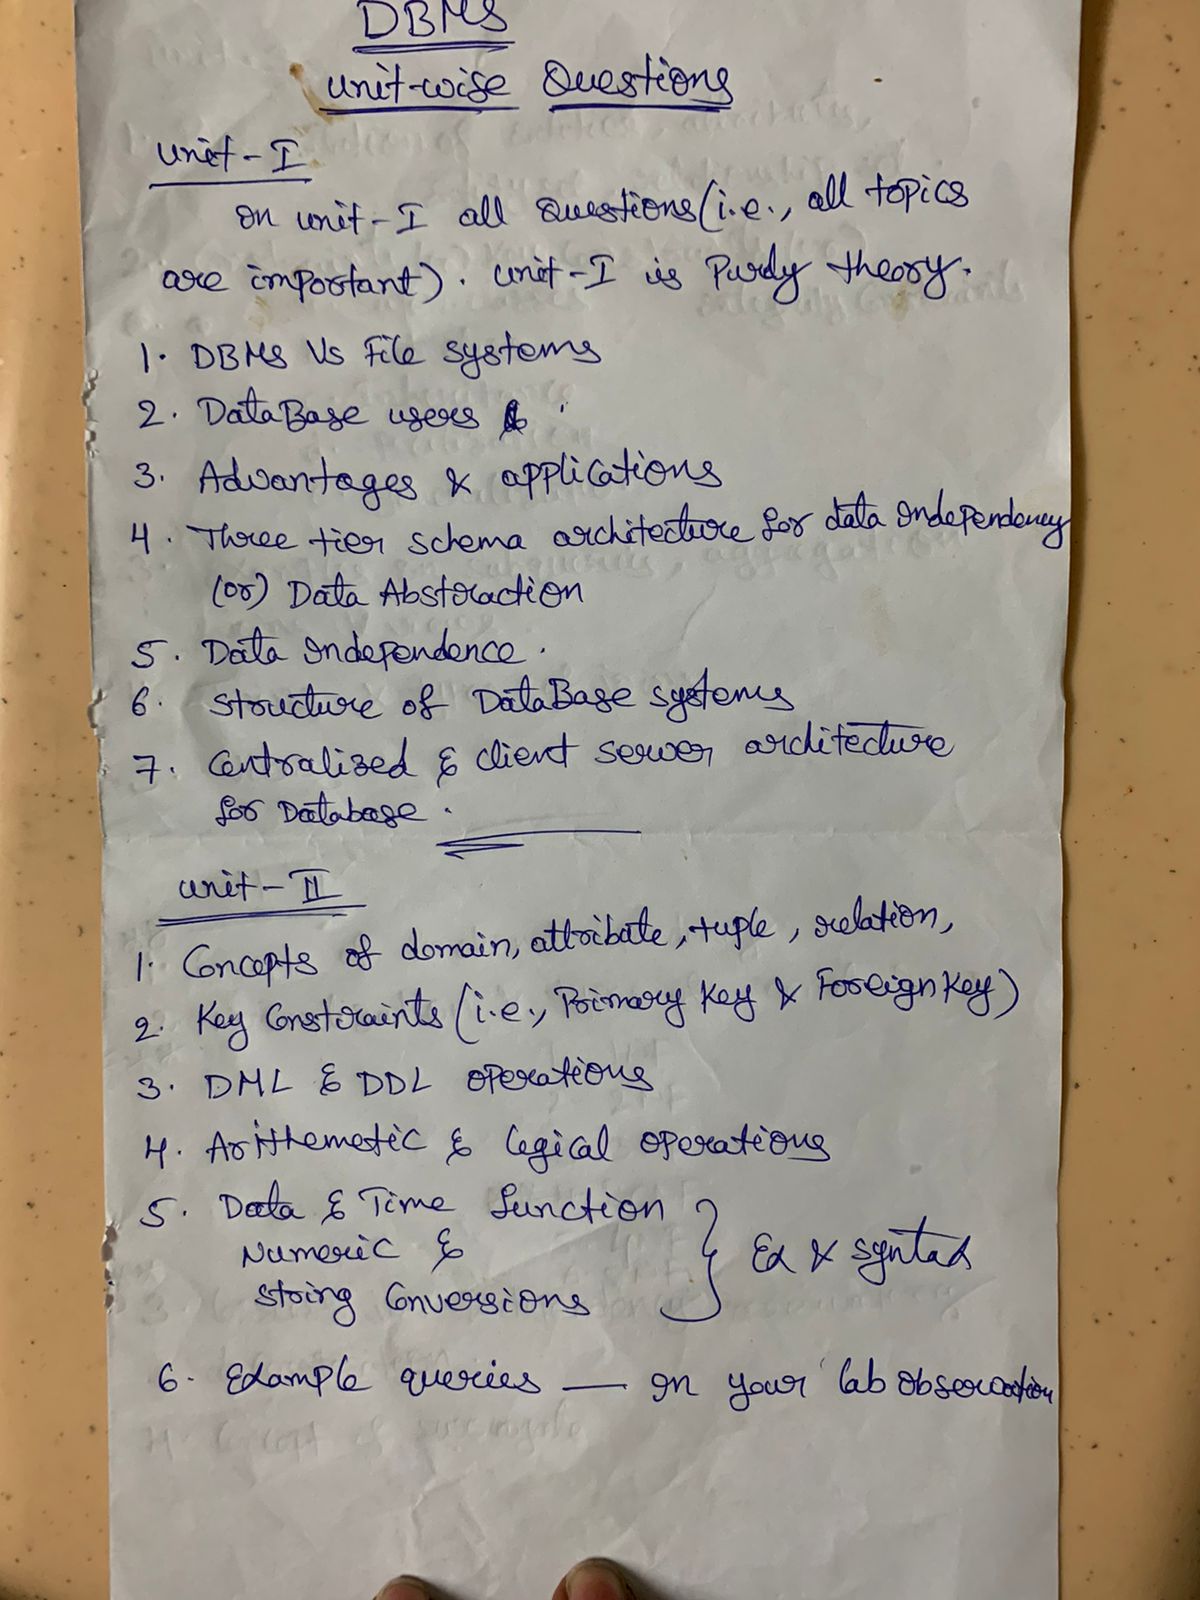 DBMS
unit-wise Questions
unit-I
on unit-I all Questions (i.e., all topics
are important). unit-I is Purely theory.
1. DBMS Vs File systems
2. DataBase users
3. Advantages & applications
4. Three tier schema architecture for data Independency
(or) Data Abstraction
5. Data Independence.
6. structure of DataBase systems
7. Centralized & client server architecture
for Database.
unit-II
1. Concepts of domain, attribute, tuple, relation,
2. Key Constraints (i.e., Primary Key & Foreign Key)
3. DML & DDL operations
4. Arithemetic & logical operations
5. Data & Time function
Numeric & } Ex & syntax
string Conversions
6. Example queries — In your lab observation